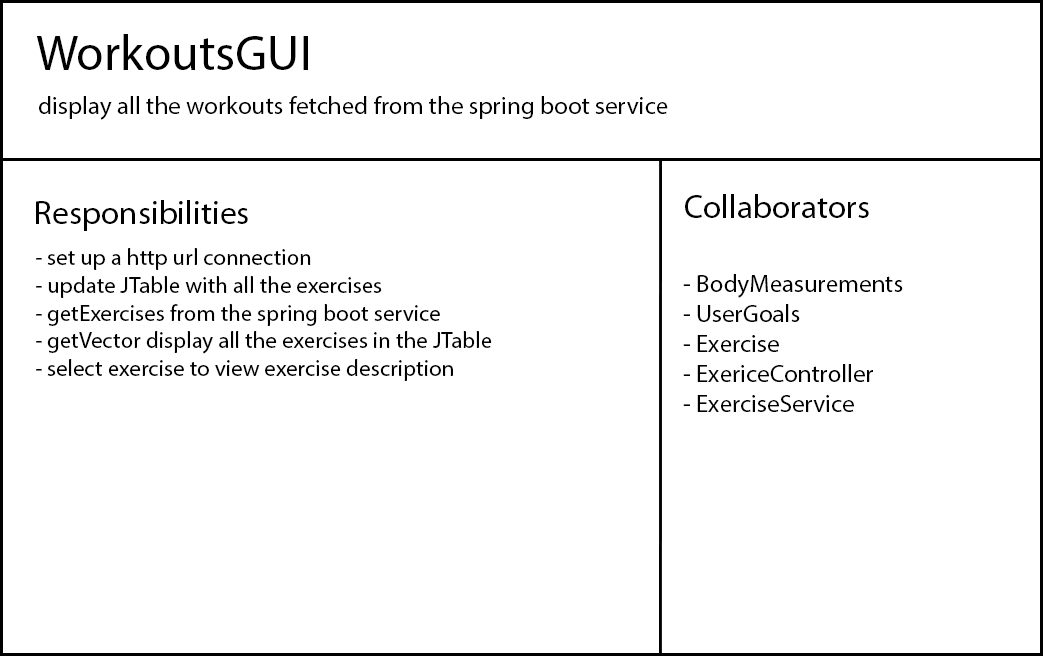 WorkoutsGUI
display all the workouts fetched from the spring boot service
Responsibilities
- set up a http url connection
- update JTable with all the exercises
- getExercises from the spring boot service
- getVector display all the exercises in the JTable
- select exercise to view exercise description
Collaborators
- BodyMeasurements
- UserGoals
- Exercise
- ExericeController
- ExerciseService